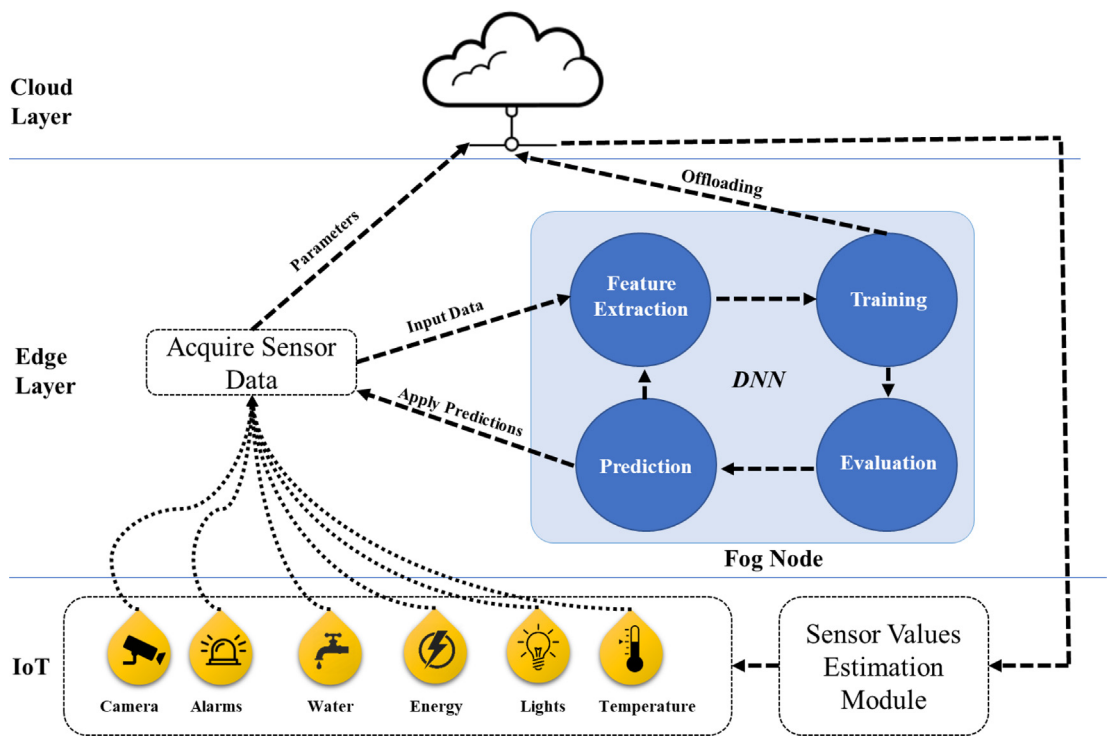 Cloud
Layer
Offloading
Parameters
Feature
Extraction
Training
Input Data
Acquire Sensor
Data
Edge
Layer
DNN
Apply Predictions
Prediction
Evaluation
Fog Node
IoT
Camera
Alarms
Water
Energy
Lights
Temperature
Sensor Values
Estimation
Module